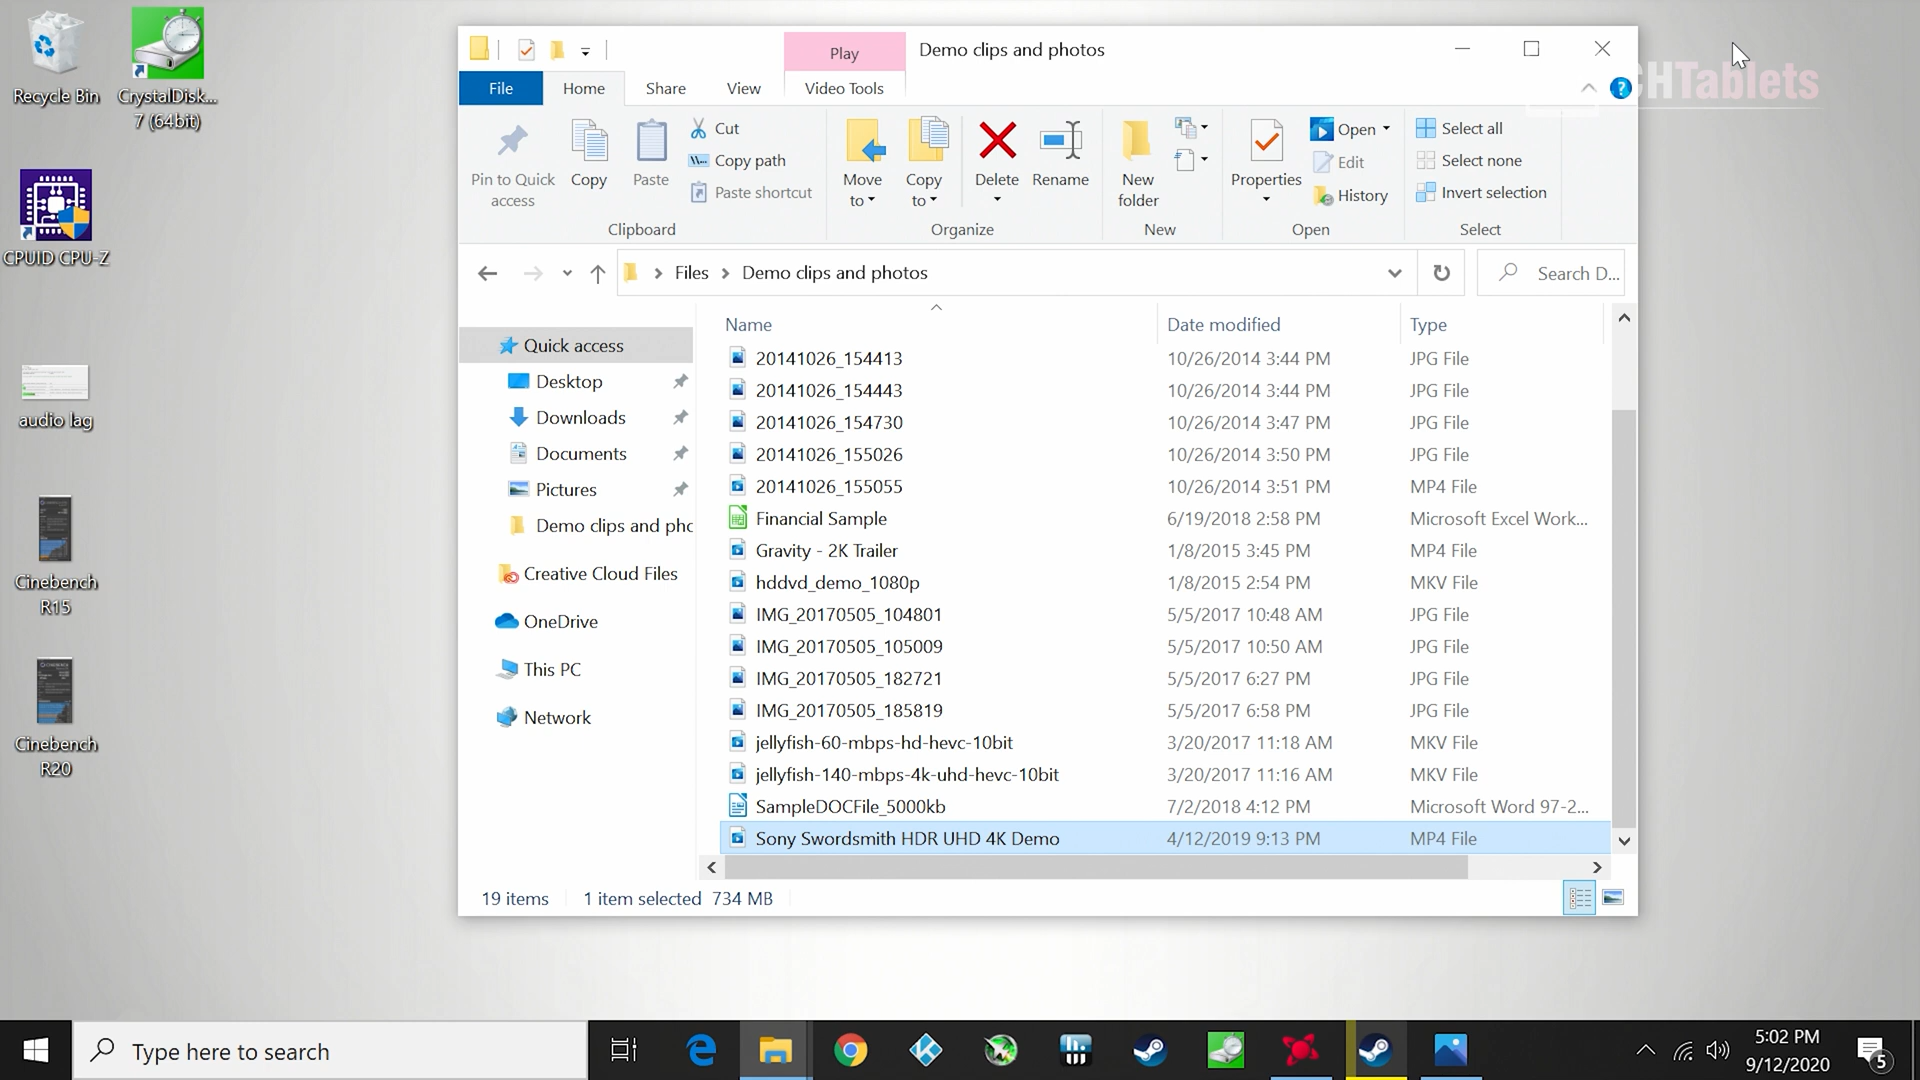 Recycle Bin
CrystalDisk...
7 (64bit)
CPUID CPU-Z
audio lag
Cinebench
R15
Cinebench
R20
Play
Demo clips and photos
File
Home
Share
View
Video Tools
Tablets
Pin to Quick
access
Copy
Paste
Cut
Copy path
Paste shortcut
Move
to
Copy
to
Delete
Rename
New
folder
Properties
Open
Edit
History
Select all
Select none
Invert selection
Clipboard
Organize
New
Open
Select
Files
Demo clips and photos
Search D...
Quick access
Desktop
Downloads
Documents
Pictures
Demo clips and pho
Creative Cloud Files
OneDrive
This PC
Network
Name Date modified Type
20141026_154413 10/26/2014 3:44 PM JPG File
20141026_154443 10/26/2014 3:44 PM JPG File
20141026_154730 10/26/2014 3:47 PM JPG File
20141026_155026 10/26/2014 3:50 PM JPG File
20141026_155055 10/26/2014 3:51 PM MP4 File
Financial Sample 6/19/2018 2:58 PM Microsoft Excel Work...
Gravity - 2K Trailer 1/8/2015 3:45 PM MP4 File
hddvd_demo_1080p 1/8/2015 2:54 PM MKV File
IMG_20170505_104801 5/5/2017 10:48 AM JPG File
IMG_20170505_105009 5/5/2017 10:50 AM JPG File
IMG_20170505_182721 5/5/2017 6:27 PM JPG File
IMG_20170505_185819 5/5/2017 6:58 PM JPG File
jellyfish-60-mbps-hd-hevc-10bit 3/20/2017 11:18 AM MKV File
jellyfish-140-mbps-4k-uhd-hevc-10bit 3/20/2017 11:16 AM MKV File
SampleDOCFile_5000kb 7/2/2018 4:12 PM Microsoft Word 97-2...
Sony Swordsmith HDR UHD 4K Demo 4/12/2019 9:13 PM MP4 File
19 items 1 item selected 734 MB
Type here to search
5:02 PM
9/12/2020
5